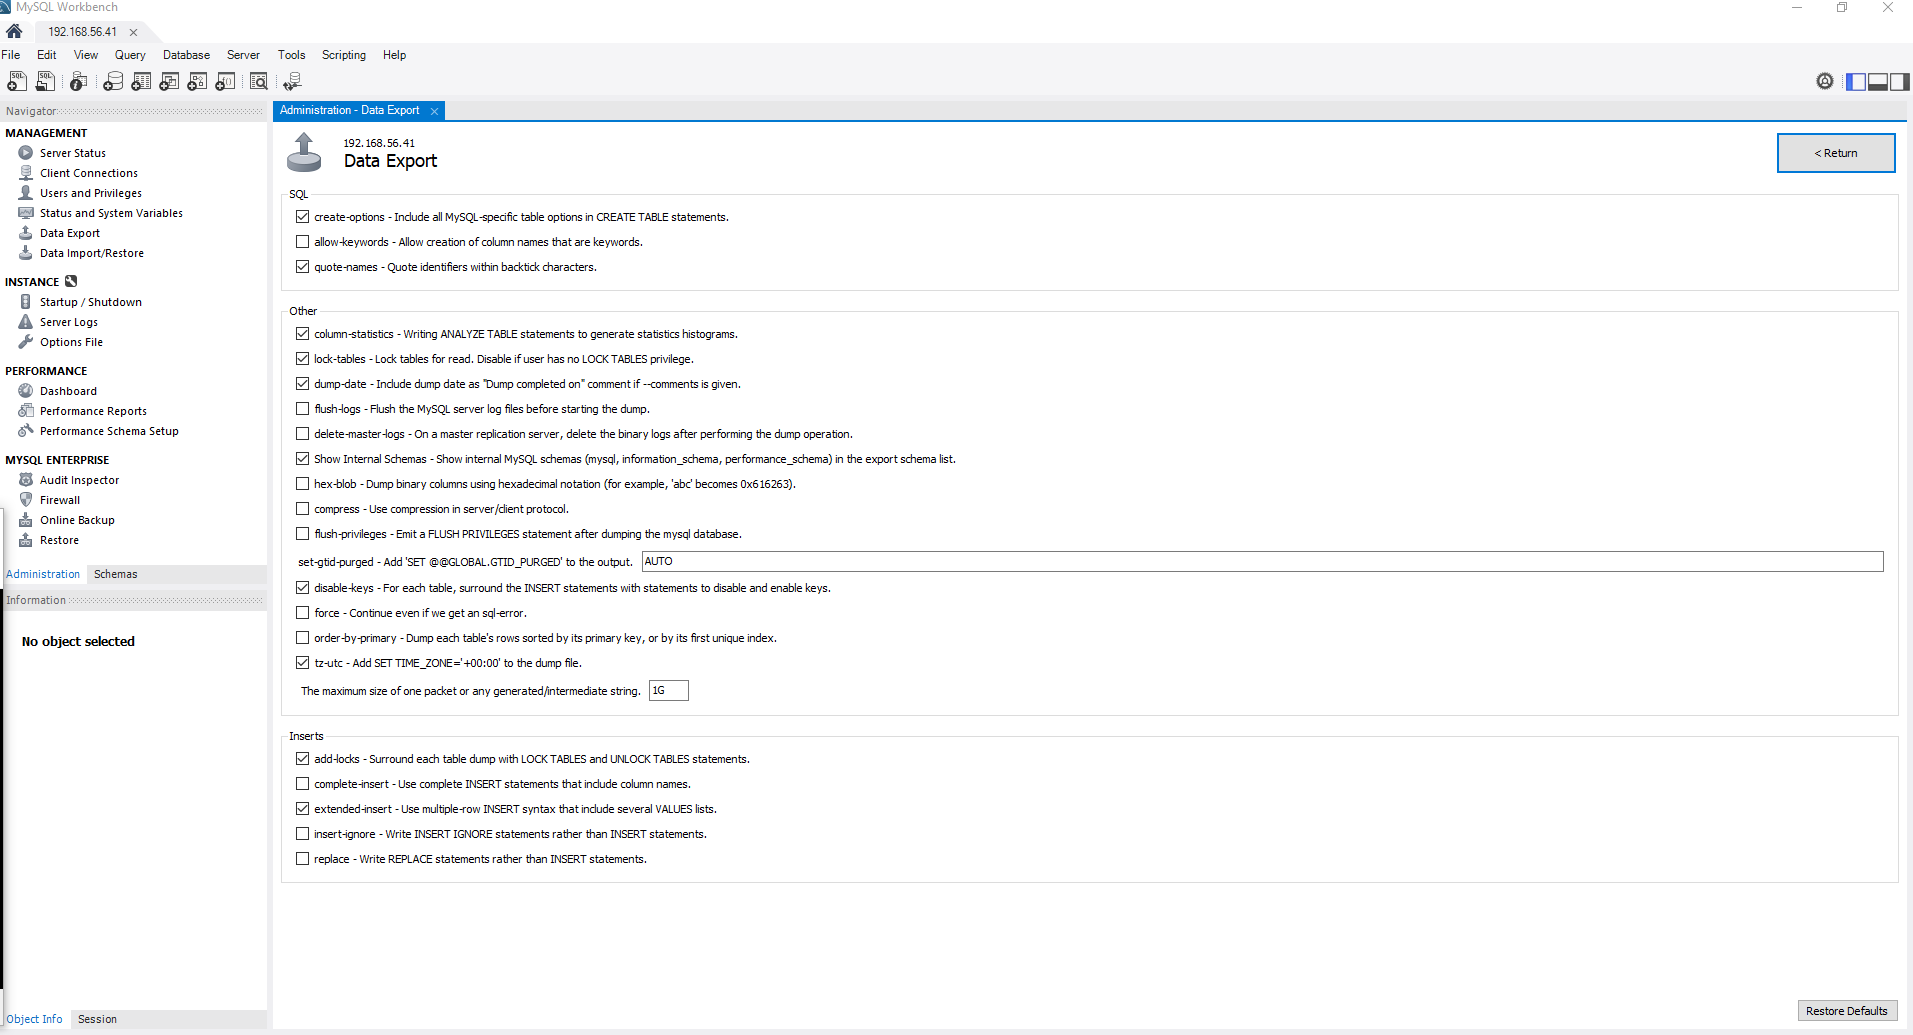 MySQL Workbench
192.168.56.41
File Edit View Query Database Server Tools Scripting Help
Navigator
MANAGEMENT
Server Status
Client Connections
Users and Privileges
Status and System Variables
Data Export
Data Import/Restore
INSTANCE
Startup / Shutdown
Server Logs
Options File
PERFORMANCE
Dashboard
Performance Reports
Performance Schema Setup
MYSQL ENTERPRISE
Audit Inspector
Firewall
Online Backup
Restore
Administration Schemas
Information
No object selected
Object Info Session
Administration - Data Export
192.168.56.41
Data Export
< Return
SQL
create-options - Include all MySQL-specific table options in CREATE TABLE statements.
allow-keywords - Allow creation of column names that are keywords.
quote-names - Quote identifiers within backtick characters.
Other
column-statistics - Writing ANALYZE TABLE statements to generate statistics histograms.
lock-tables - Lock tables for read. Disable if user has no LOCK TABLES privilege.
dump-date - Include dump date as "Dump completed on" comment if --comments is given.
flush-logs - Flush the MySQL server log files before starting the dump.
delete-master-logs - On a master replication server, delete the binary logs after performing the dump operation.
Show Internal Schemas - Show internal MySQL schemas (mysql, information_schema, performance_schema) in the export schema list.
hex-blob - Dump binary columns using hexadecimal notation (for example, 'abc' becomes 0x616263).
compress - Use compression in server/client protocol.
flush-privileges - Emit a FLUSH PRIVILEGES statement after dumping the mysql database.
set-gtid-purged - Add 'SET @@GLOBAL.GTID_PURGED' to the output. AUTO
disable-keys - For each table, surround the INSERT statements with statements to disable and enable keys.
force - Continue even if we get an sql-error.
order-by-primary - Dump each table's rows sorted by its primary key, or by its first unique index.
tz-utc - Add SET TIME_ZONE='+00:00' to the dump file.
The maximum size of one packet or any generated/intermediate string. 1G
Inserts
add-locks - Surround each table dump with LOCK TABLES and UNLOCK TABLES statements.
complete-insert - Use complete INSERT statements that include column names.
extended-insert - Use multiple-row INSERT syntax that include several VALUES lists.
insert-ignore - Write INSERT IGNORE statements rather than INSERT statements.
replace - Write REPLACE statements rather than INSERT statements.
Restore Defaults